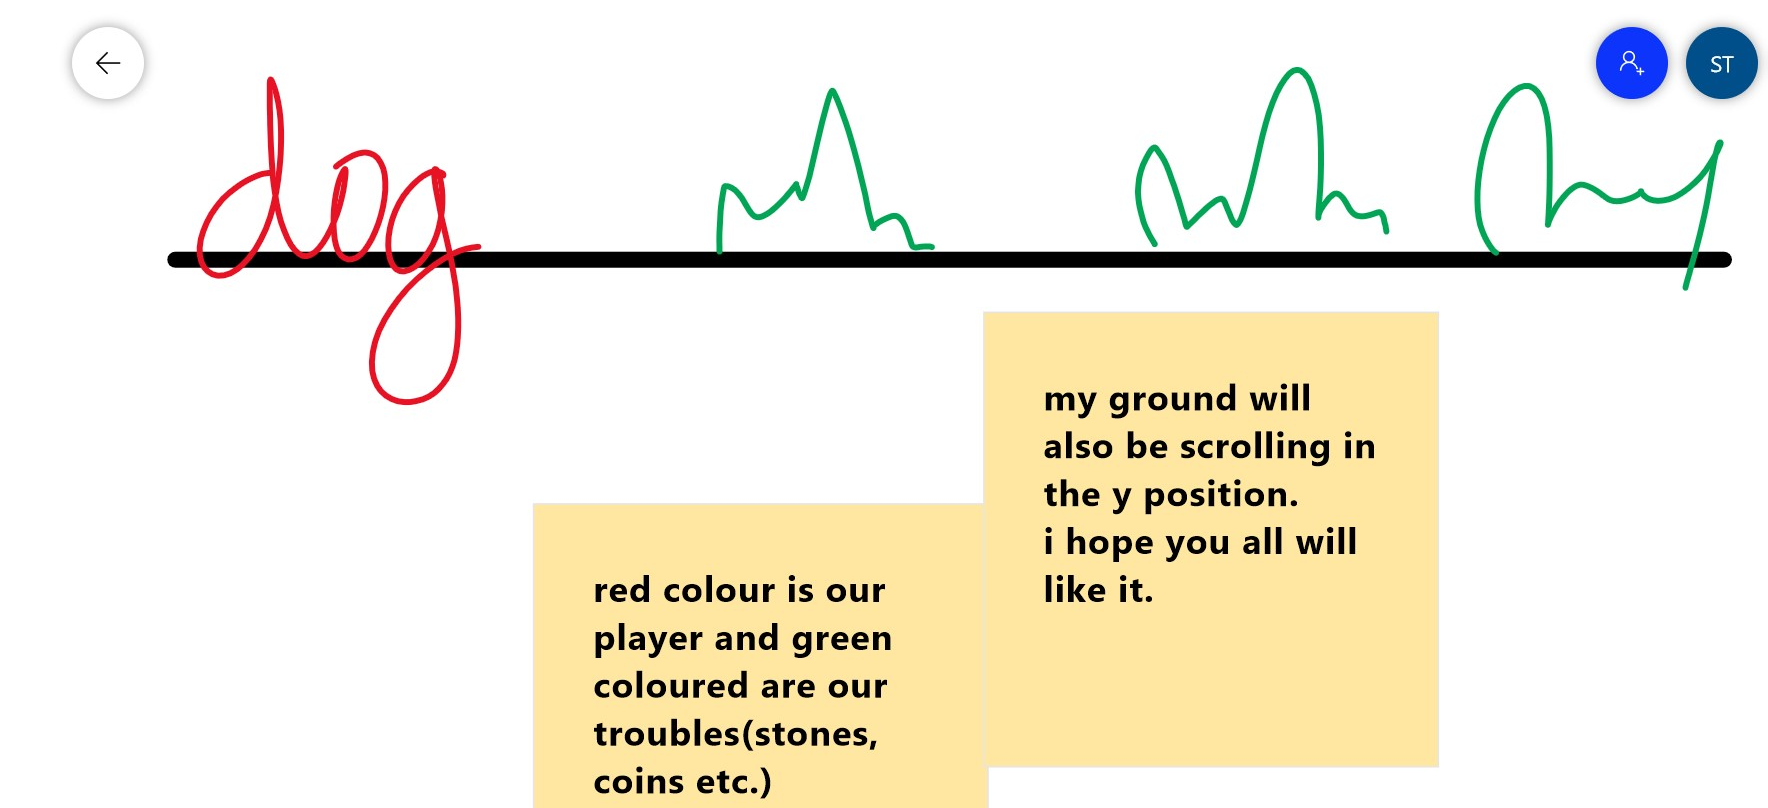 ST
dog
my ground will
also be scrolling in
the y position.
i hope you all will
like it.
red colour is our
player and green
coloured are our
troubles(stones,
coins etc.)